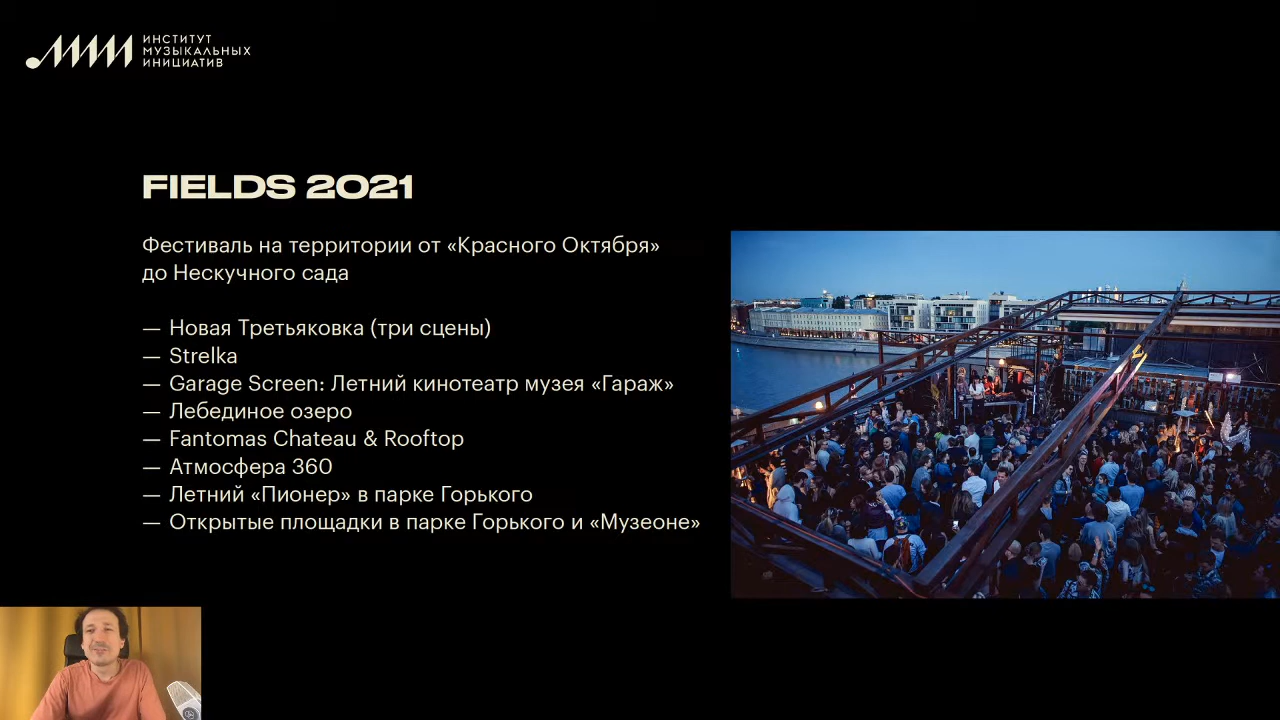 ИНСТИТУТ
МУЗЫКАЛЬНЫХ
ИНИЦИАТИВ
FIELDS 2021
Фестиваль на территории от «Красного Октября»
до Нескучного сада
— Новая Третьяковка (три сцены)
— Strelka
— Garage Screen: Летний кинотеатр музея «Гараж»
— Лебединое озеро
— Fantomas Chateau & Rooftop
— Атмосфера 360
— Летний «Пионер» в парке Горького
— Открытые площадки в парке Горького и «Музеоне»